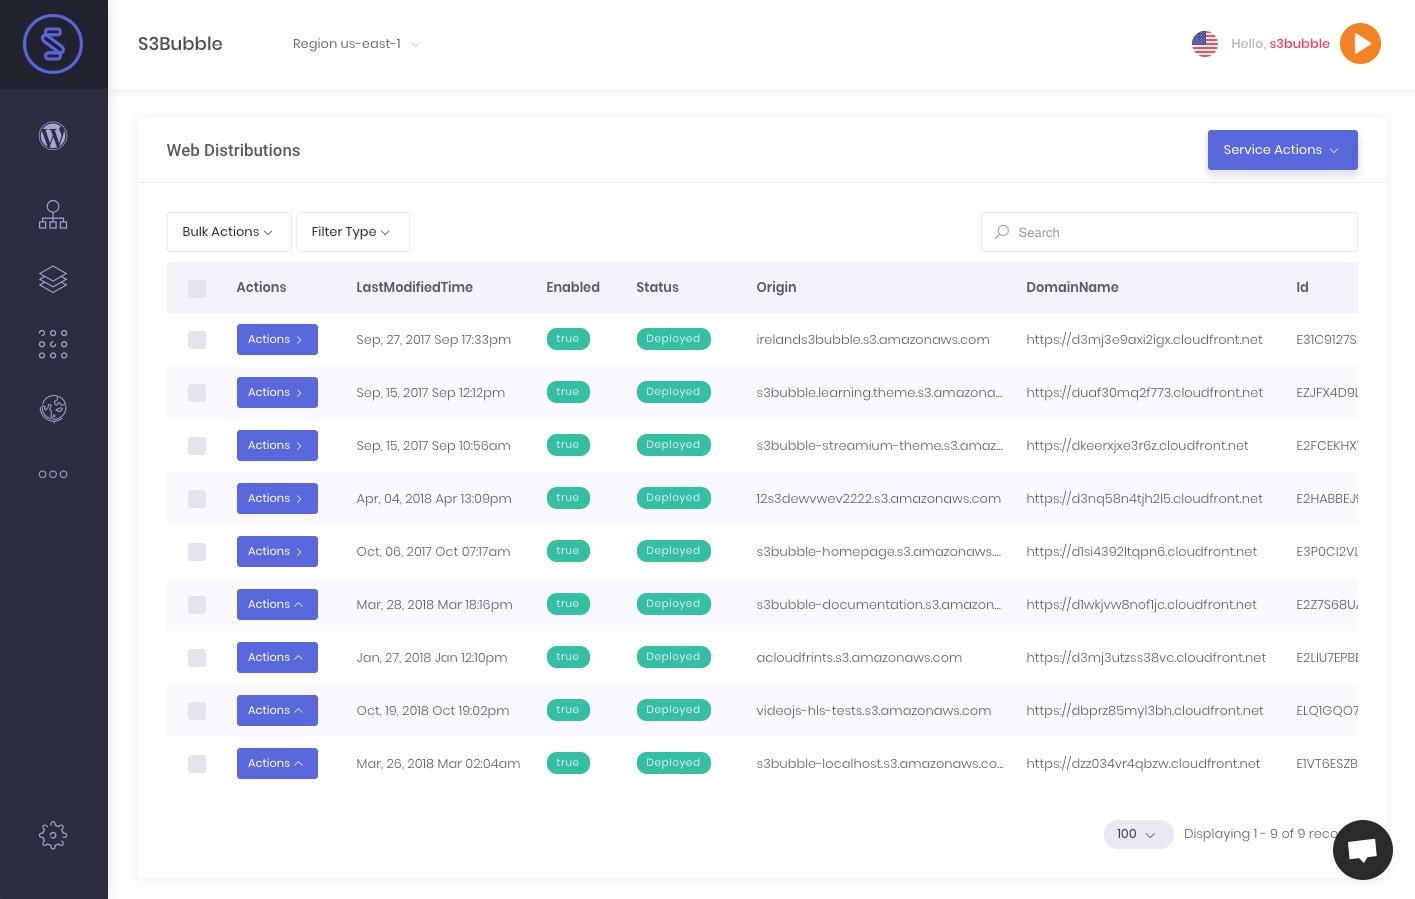 S3Bubble
Region us-east-1
Hello, s3bubble
Web Distributions
Service Actions
Bulk Actions
Filter Type
Search
Actions LastModifiedTime Enabled Status Origin DomainName Id
Actions Sep, 27, 2017 Sep 17:33pm true Deployed irelands3bubble.s3.amazonaws.com https://d3mj3e9axi2igx.cloudfront.net E31C9127S
Actions Sep, 15, 2017 Sep 12:12pm true Deployed s3bubble.learning.theme.s3.amazona... https://duaf30mq2f773.cloudfront.net EZJFX4D9
Actions Sep, 15, 2017 Sep 10:56am true Deployed s3bubble-streamium-theme.s3.amaz... https://dkeerxjxe3r6z.cloudfront.net E2FCEKHX
Actions Apr, 04, 2018 Apr 13:09pm true Deployed 12s3dewvwev2222.s3.amazonaws.com https://d3nq58n4tjh2l5.cloudfront.net E2HABBEJ
Actions Oct, 06, 2017 Oct 07:17am true Deployed s3bubble-homepage.s3.amazonaws.... https://d1si4392ltqpn6.cloudfront.net E3P0CI2V
Actions Mar, 28, 2018 Mar 18:16pm true Deployed s3bubble-documentation.s3.amazon... https://d1wkjvw8nof1jc.cloudfront.net E2Z7S68U
Actions Jan, 27, 2018 Jan 12:10pm true Deployed acloudfrints.s3.amazonaws.com https://d3mj3utzss38vc.cloudfront.net E2LIU7EPB
Actions Oct, 19, 2018 Oct 19:02pm true Deployed videojs-hls-tests.s3.amazonaws.com https://dbprz85myl3bh.cloudfront.net ELQ1GQO7
Actions Mar, 26, 2018 Mar 02:04am true Deployed s3bubble-localhost.s3.amazonaws.co... https://dzz034vr4qbzw.cloudfront.net E1VT6ESZB
100 Displaying 1 - 9 of 9 reco